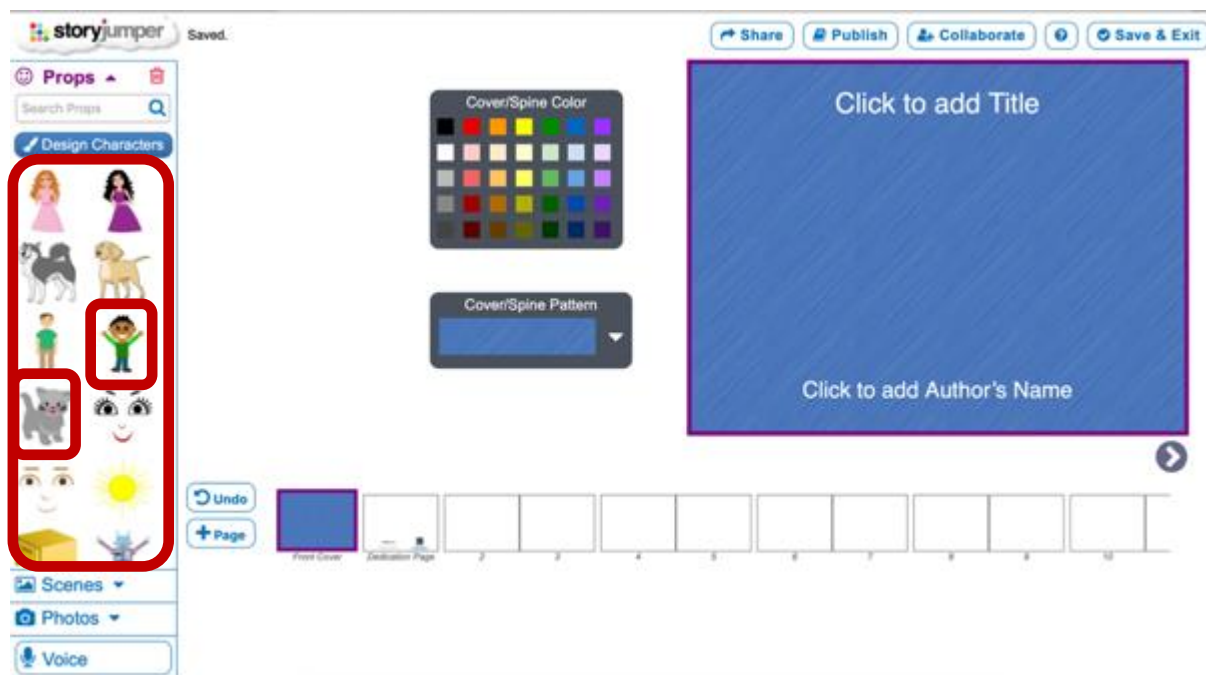 storyjumper
Saved.
Share
Publish
Collaborate
?
Save & Exit
Props
Search Props
Design Characters
Scenes
Photos
Voice
Cover/Spine Color
Cover/Spine Pattern
Click to add Title
Click to add Author's Name
Undo
+ Page
Front Cover
Dedication Page
2
3
4
5
6
7
8
9
10